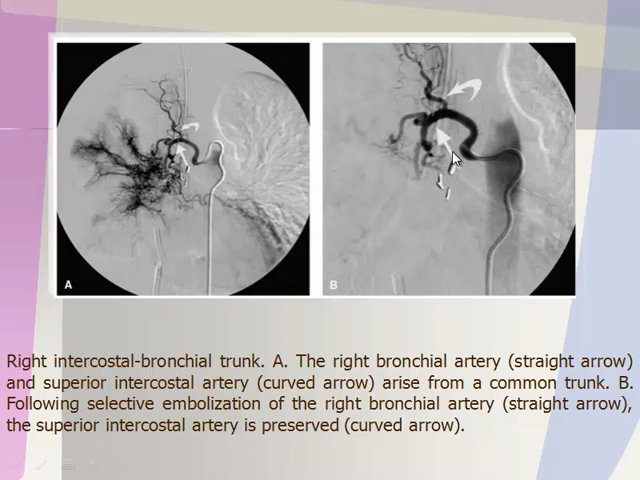 A
B
Right intercostal-bronchial trunk. A. The right bronchial artery (straight arrow)
and superior intercostal artery (curved arrow) arise from a common trunk. B.
Following selective embolization of the right bronchial artery (straight arrow),
the superior intercostal artery is preserved (curved arrow).